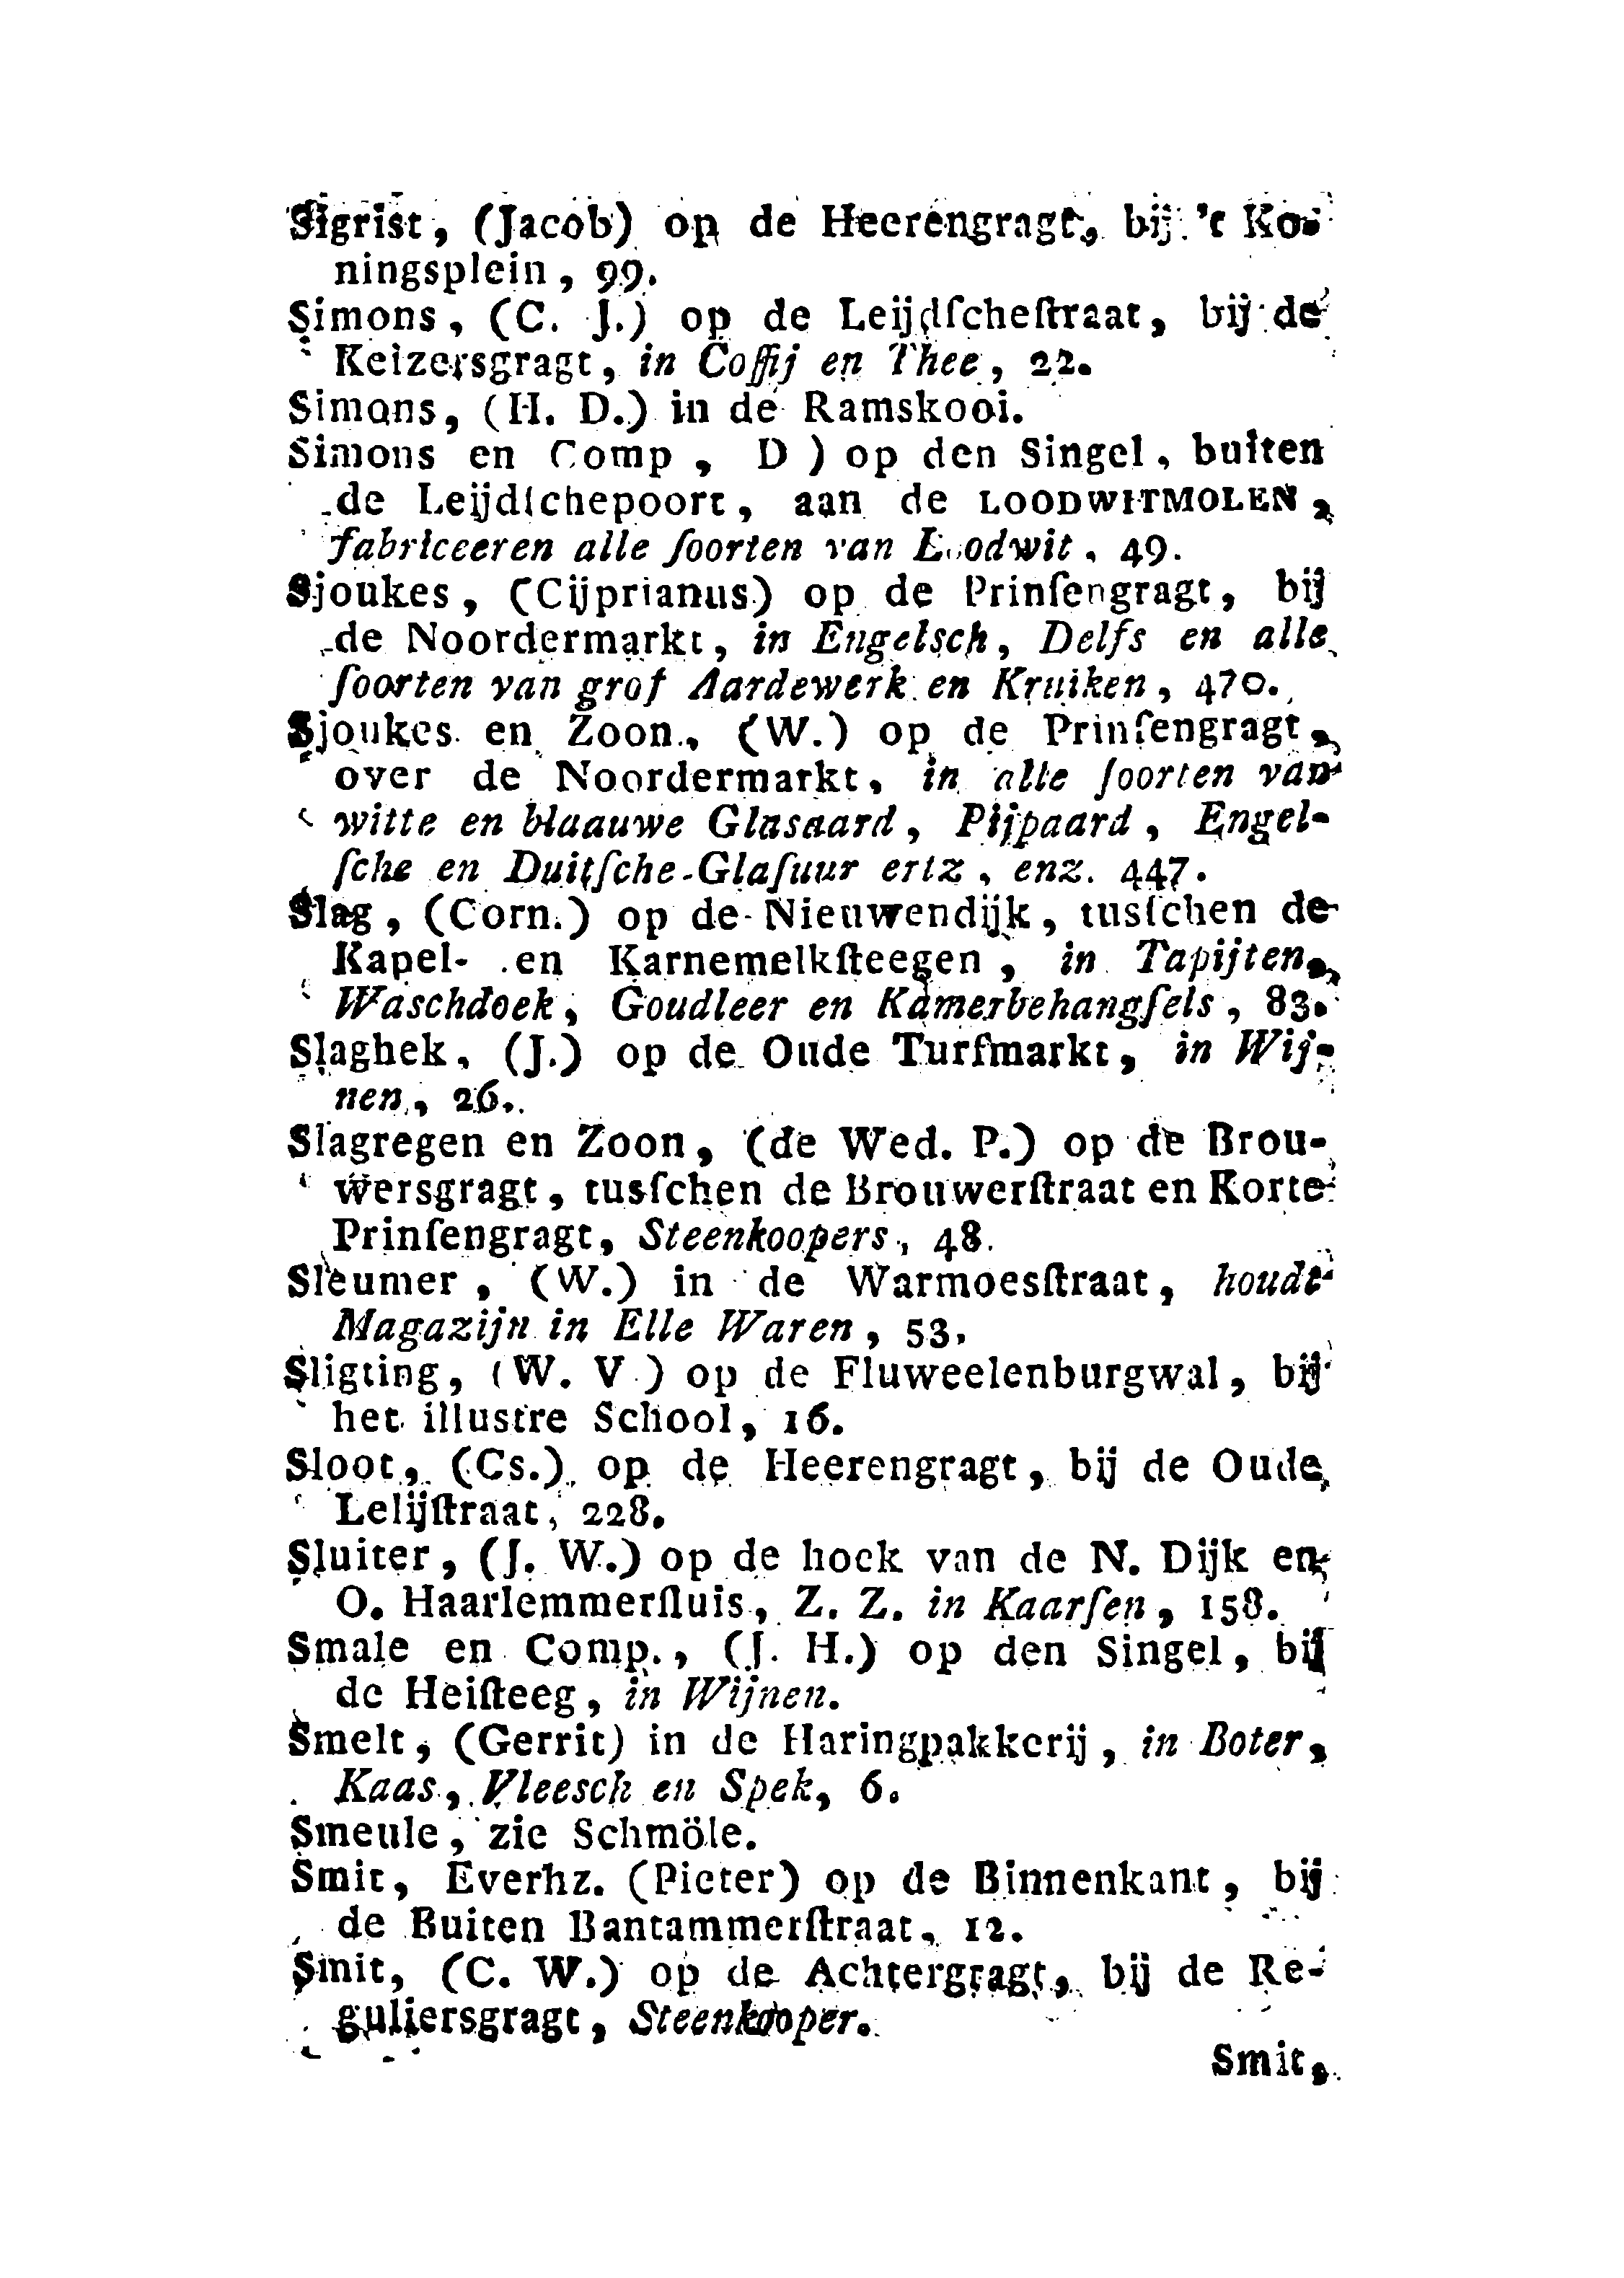 Sigrist, (Jacob) op de Heerengragt, bij 't Ko-
ningsplein, 99.
Simons, (C. J.) op de Leijdſcheſtraat, bij de
Keizersgragt, in Coffij en Thee, 22.
Simons, (H. D.) in de Ramskooi.
Simons en Comp, D) op den Singel, buiten
de Leijdſchepoort, aan de LOODWITMOLEN,
fabriceeren alle ſoorten van Loodwit, 49.
Sjoukes, (Cijprianus) op de Prinſengragt, bij
de Noordermarkt, in Engelsch, Delfs en alle
ſoorten van grof Aardewerk en Kruiken, 470.
Sjoukes en Zoon, (W.) op de Prinſengragt,
over de Noordermarkt, in alle ſoorten van
witte en blaauwe Glasaard, Pijpaard, Engel-
ſche en Duitſche-Glaſuur ertz, enz. 447.
Slag, (Corn.) op de Nieuwendijk, tusſchen de
Kapel- en Karnemelkſteegen, in Tapijten,
Waschdoek, Goudleer en Kamerbehangſels, 83.
Slaghek, (J.) op de Oude Turfmarkt, in Wij-
nen, 26.
Slagregen en Zoon, (de Wed. P.) op de Brou-
wersgragt, tusſchen de Brouwerſtraat en Korte
Prinſengragt, Steenkoopers, 48.
Sleumer, (W.) in de Warmoesſtraat, houdt
Magazijn in Elle Waren, 53.
Sligting, (W. V.) op de Fluweelenburgwal, bij
het illustre School, 16.
Sloot, (Cs.) op de Heerengragt, bij de Oude
Lelijſtraat, 228.
Sluiter, (J. W.) op de hoek van de N. Dijk en
O. Haarlemmerſluis, Z. Z. in Kaarſen, 158.
Smale en Comp., (J. H.) op den Singel, bij
de Heiſteeg, in Wijnen.
Smelt, (Gerrit) in de Haringpakkerij, in Boter,
Kaas, Vleesch en Spek, 6.
Smeule, zie Schmöle.
Smit, Everhz. (Pieter) op de Binnenkant, bij
de Buiten Bantammerſtraat, 12.
Smit, (C. W.) op de Achtergragt, bij de Re-
guliersgragt, Steenkooper.
Smit,